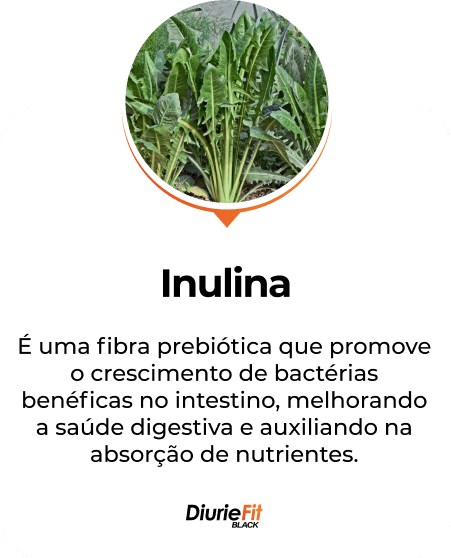 Inulina
É uma fibra prebiótica que promove
o crescimento de bactérias
benéficas no intestino, melhorando
a saúde digestiva e auxiliando na
absorção de nutrientes.
DiurieFit
BLACK